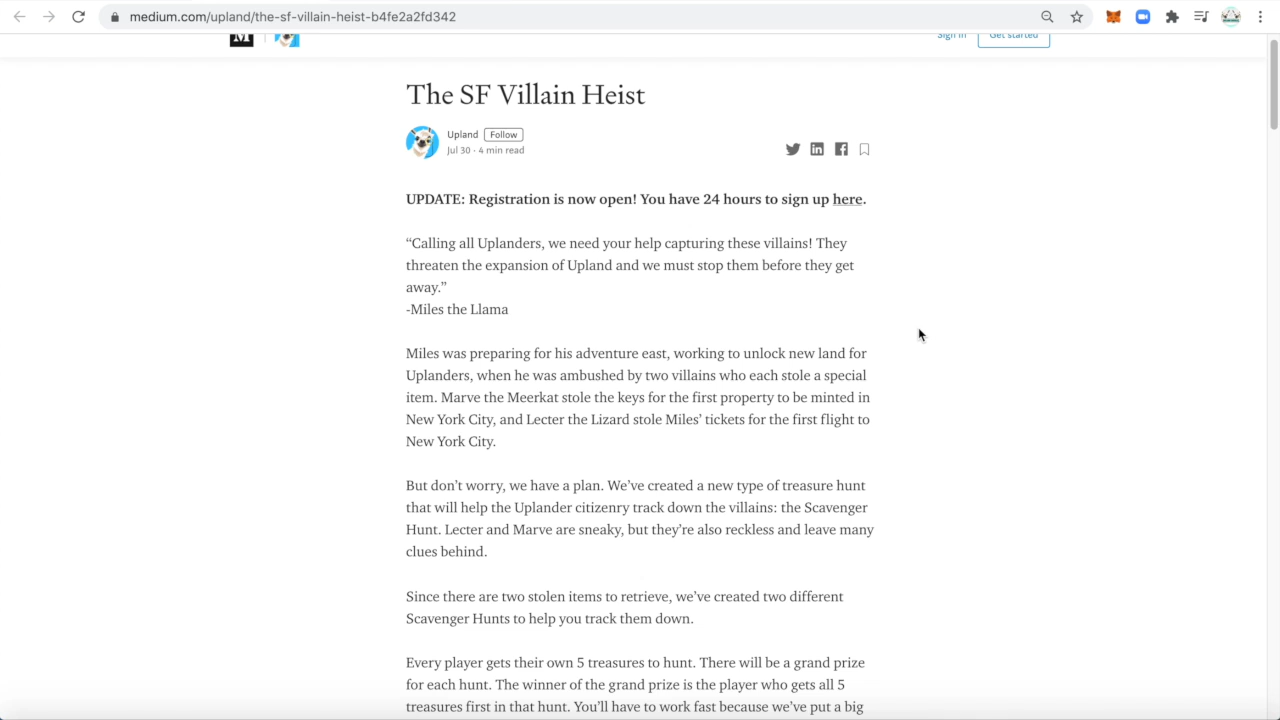 medium.com/upland/the-sf-villain-heist-b4fe2a2fd342
M
Sign in
Get started
The SF Villain Heist
Upland
Follow
Jul 30 · 4 min read
UPDATE: Registration is now open! You have 24 hours to sign up here.
“Calling all Uplanders, we need your help capturing these villains! They
threaten the expansion of Upland and we must stop them before they get
away.”
-Miles the Llama
Miles was preparing for his adventure east, working to unlock new land for
Uplanders, when he was ambushed by two villains who each stole a special
item. Marve the Meerkat stole the keys for the first property to be minted in
New York City, and Lecter the Lizard stole Miles’ tickets for the first flight to
New York City.
But don’t worry, we have a plan. We’ve created a new type of treasure hunt
that will help the Uplander citizenry track down the villains: the Scavenger
Hunt. Lecter and Marve are sneaky, but they’re also reckless and leave many
clues behind.
Since there are two stolen items to retrieve, we’ve created two different
Scavenger Hunts to help you track them down.
Every player gets their own 5 treasures to hunt. There will be a grand prize
for each hunt. The winner of the grand prize is the player who gets all 5
treasures first in that hunt. You’ll have to work fast because we’ve put a big